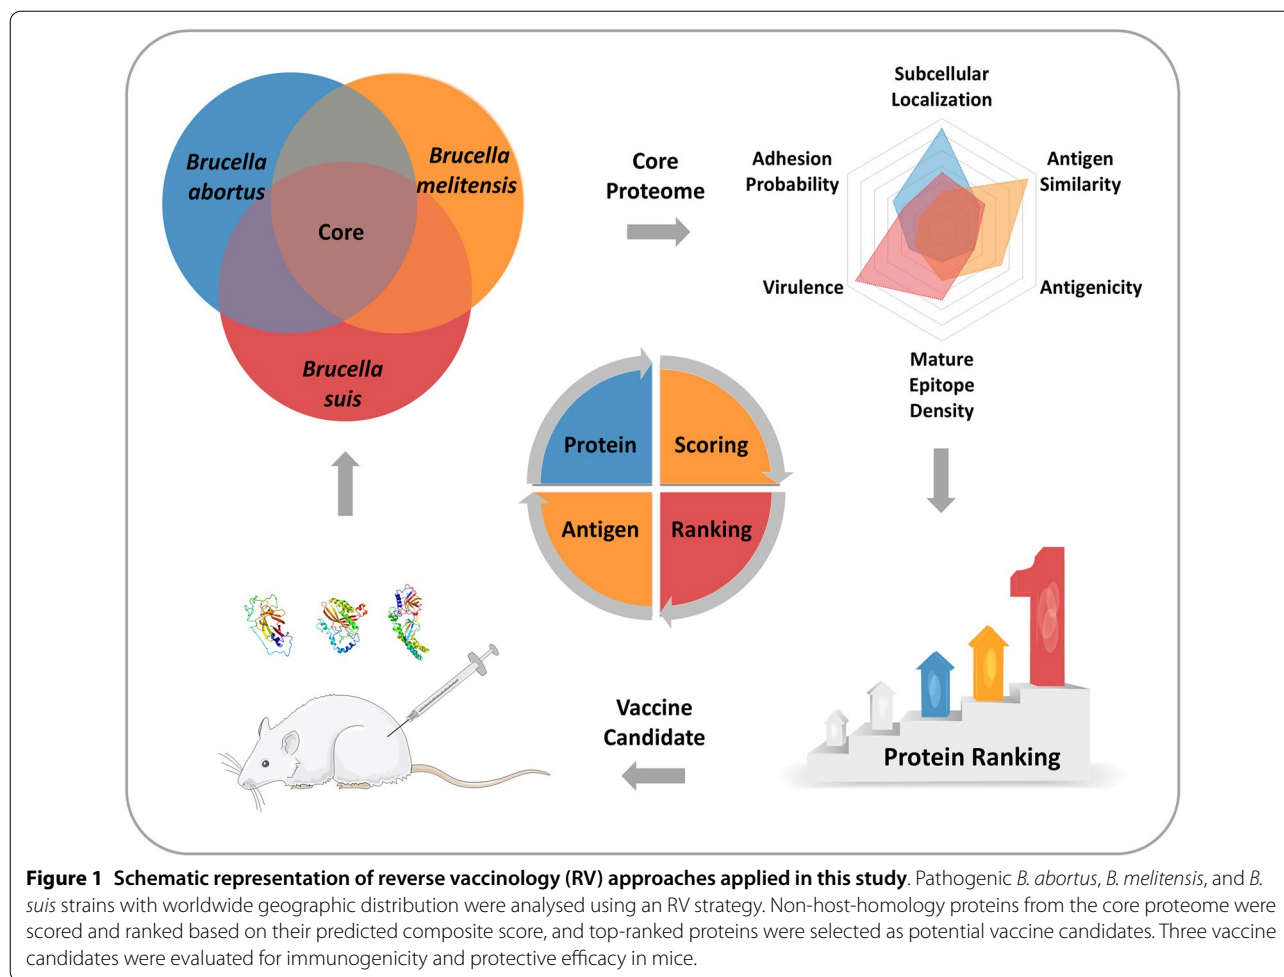 Brucella
abortus
Brucella
melitensis
Core
Brucella
suis
Core
Proteome
Subcellular
Localization
Adhesion
Probability
Antigen
Similarity
Virulence
Antigenicity
Mature
Epitope
Density
Protein
Scoring
Antigen
Ranking
Vaccine
Candidate
1
Protein Ranking
Figure 1 Schematic representation of reverse vaccinology (RV) approaches applied in this study. Pathogenic B. abortus, B. melitensis, and B.
suis strains with worldwide geographic distribution were analysed using an RV strategy. Non-host-homology proteins from the core proteome were
scored and ranked based on their predicted composite score, and top-ranked proteins were selected as potential vaccine candidates. Three vaccine
candidates were evaluated for immunogenicity and protective efficacy in mice.